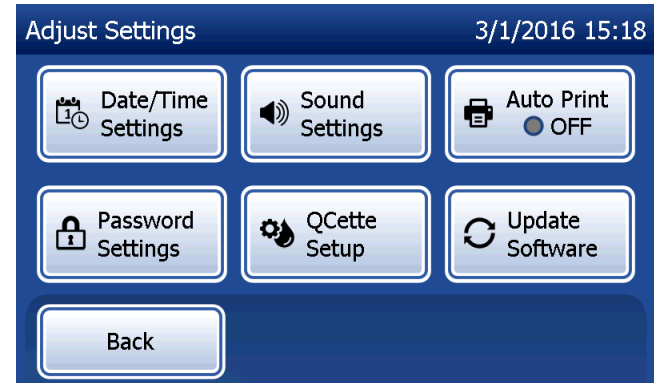 Adjust Settings 3/1/2016 15:18
Date/Time Settings
Sound Settings
Auto Print
OFF
Password Settings
QCette Setup
Update Software
Back